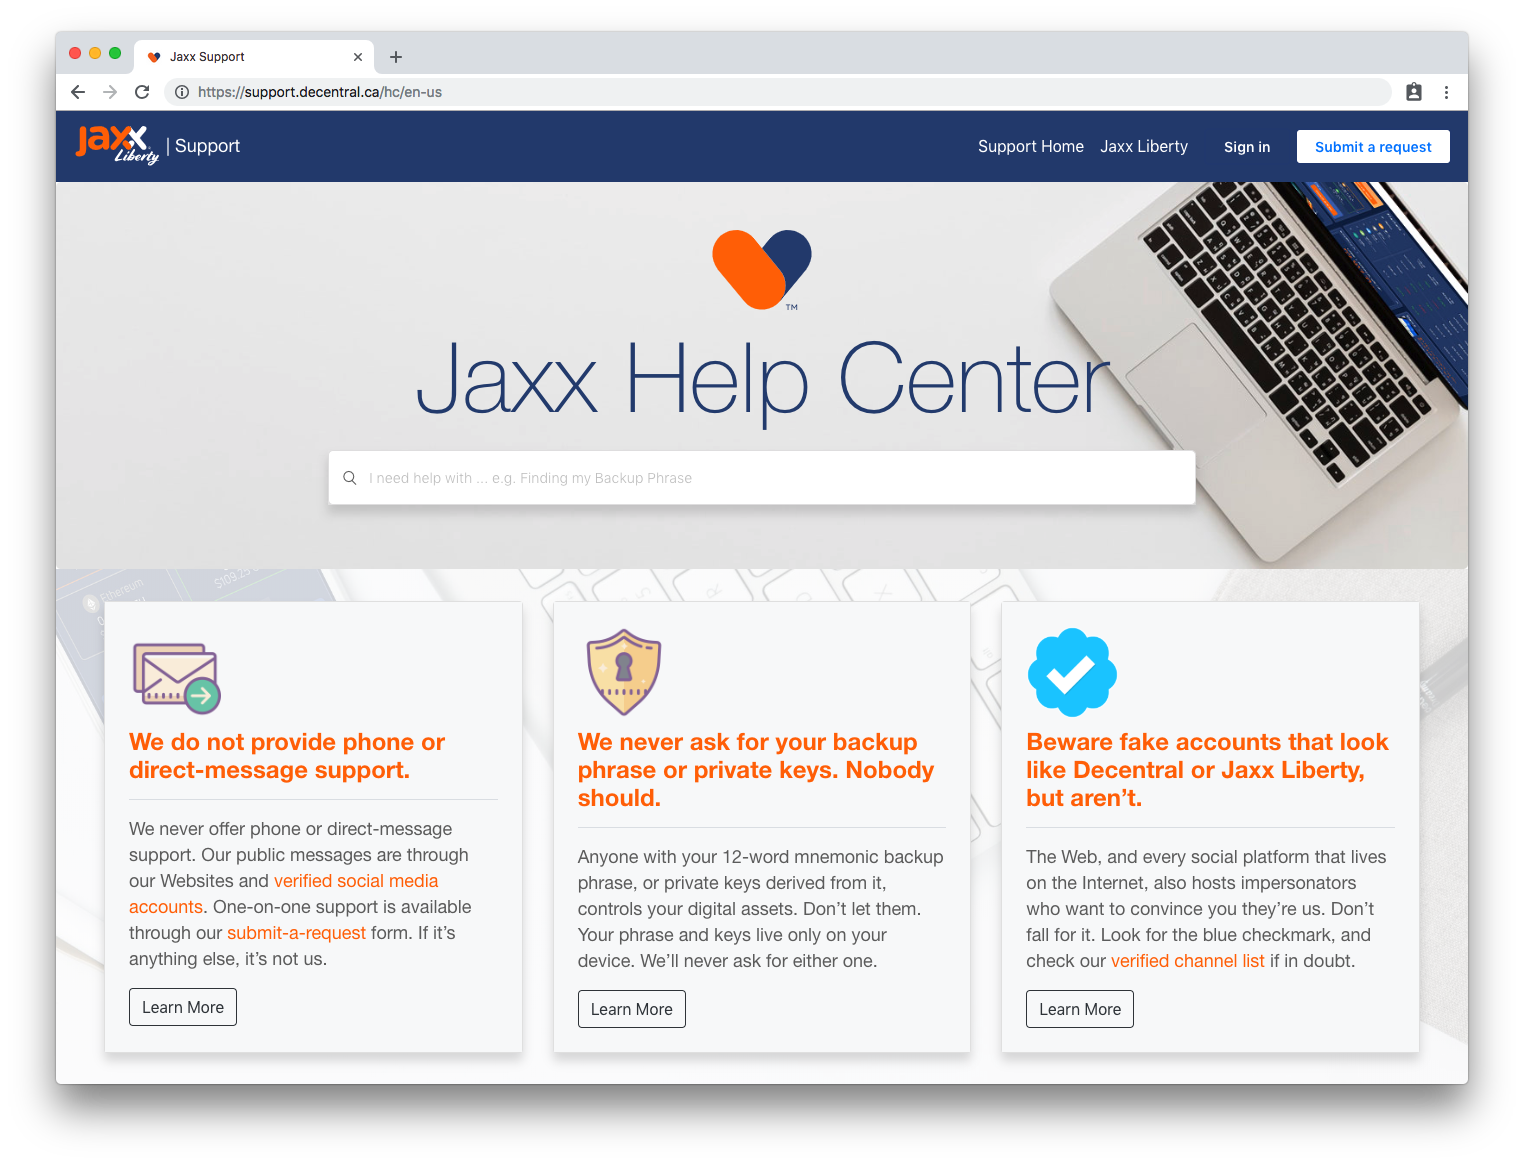 Jaxx Support
https://support.decentral.ca/hc/en-us
jaxx Liberty | Support
Support Home
Jaxx Liberty
Sign in
Submit a request
TM
Jaxx Help Center
I need help with ... e.g. Finding my Backup Phrase
Ethereum
$109.25
We do not provide phone or
direct-message support.
We never offer phone or direct-message
support. Our public messages are through
our Websites and verified social media
accounts. One-on-one support is available
through our submit-a-request form. If it’s
anything else, it’s not us.
Learn More
We never ask for your backup
phrase or private keys. Nobody
should.
Anyone with your 12-word mnemonic backup
phrase, or private keys derived from it,
controls your digital assets. Don’t let them.
Your phrase and keys live only on your
device. We’ll never ask for either one.
Learn More
Beware fake accounts that look
like Decentral or Jaxx Liberty,
but aren’t.
The Web, and every social platform that lives
on the Internet, also hosts impersonators
who want to convince you they’re us. Don’t
fall for it. Look for the blue checkmark, and
check our verified channel list if in doubt.
Learn More